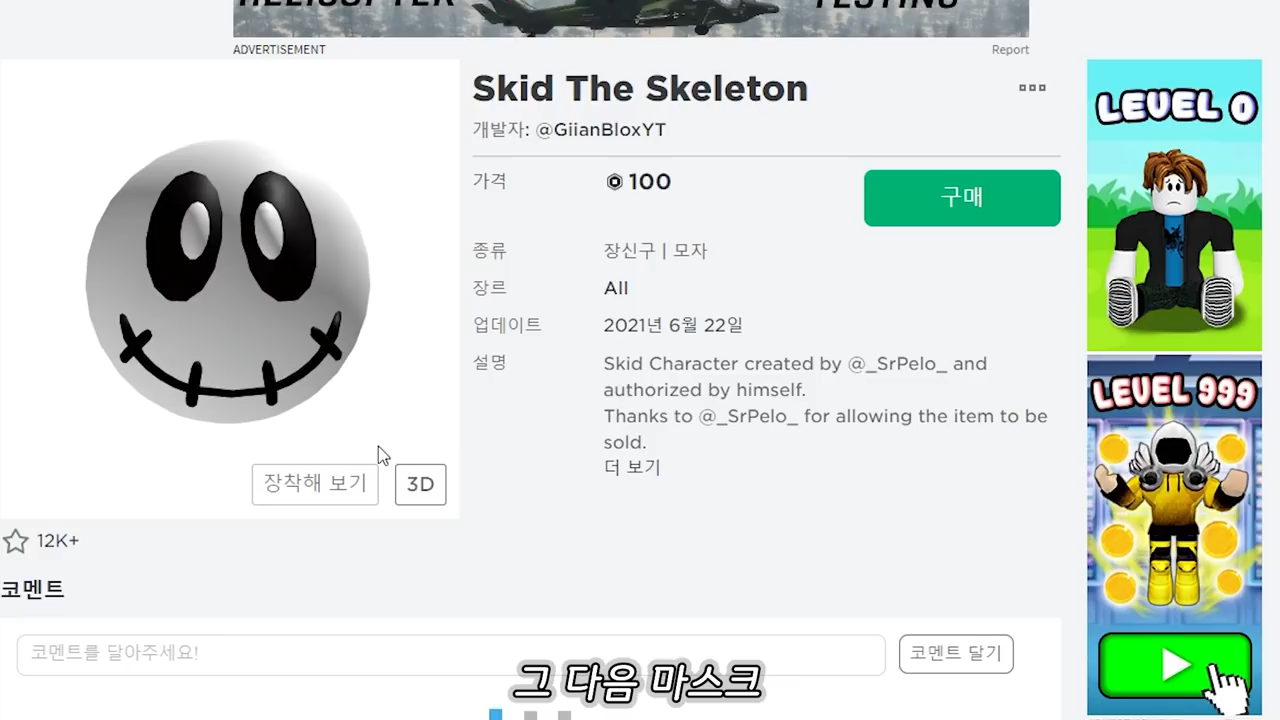 HELICOPTER TESTING
ADVERTISEMENT
Report
Skid The Skeleton
개발자: @GiianBloxYT
가격
100
구매
종류
장신구 | 모자
장르
All
업데이트
2021년 6월 22일
설명
Skid Character created by @_SrPelo_ and
authorized by himself.
Thanks to @_SrPelo_ for allowing the item to be
sold.
더 보기
장착해 보기
3D
12K+
코멘트
코멘트를 달아주세요!
코멘트 달기
그 다음 마스크
LEVEL 0
LEVEL 999